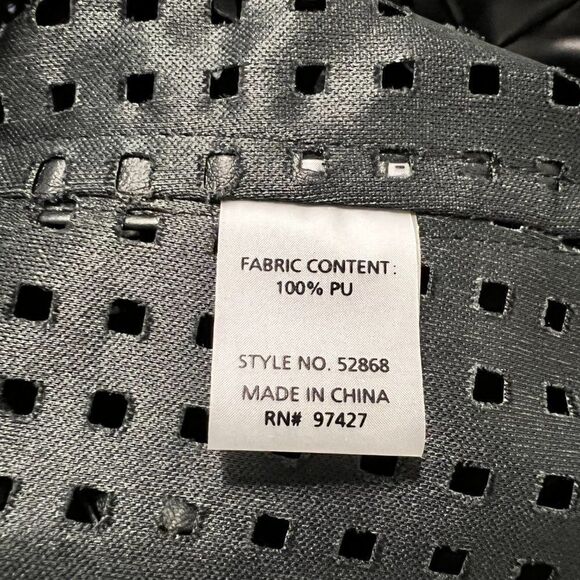 FABRIC CONTENT:
100% PU
STYLE NO. 52868
MADE IN CHINA
RN# 97427